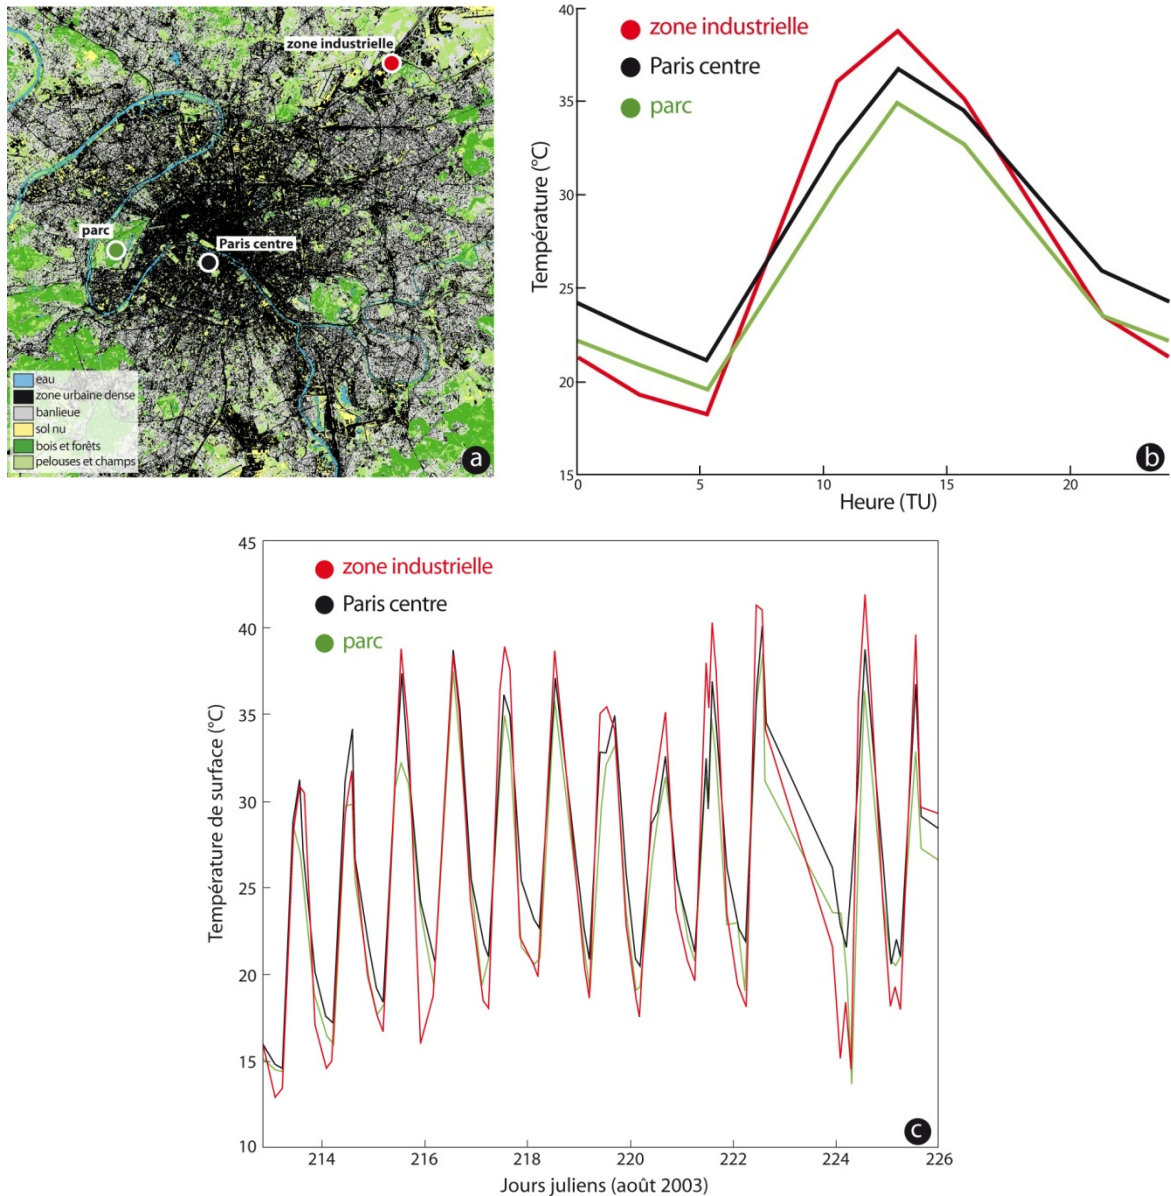 zone industrielle
parc
Paris centre
eau
zone urbaine dense
banlieue
sol nu
bois et forêts
pelouses et champs
a
zone industrielle
Paris centre
parc
Température (°C)
40
35
30
25
20
15
0
5
10
15
20
Heure (TU)
b
zone industrielle
Paris centre
parc
Température de surface (°C)
45
40
35
30
25
20
15
10
214
216
218
220
222
224
226
Jours juliens (août 2003)
c